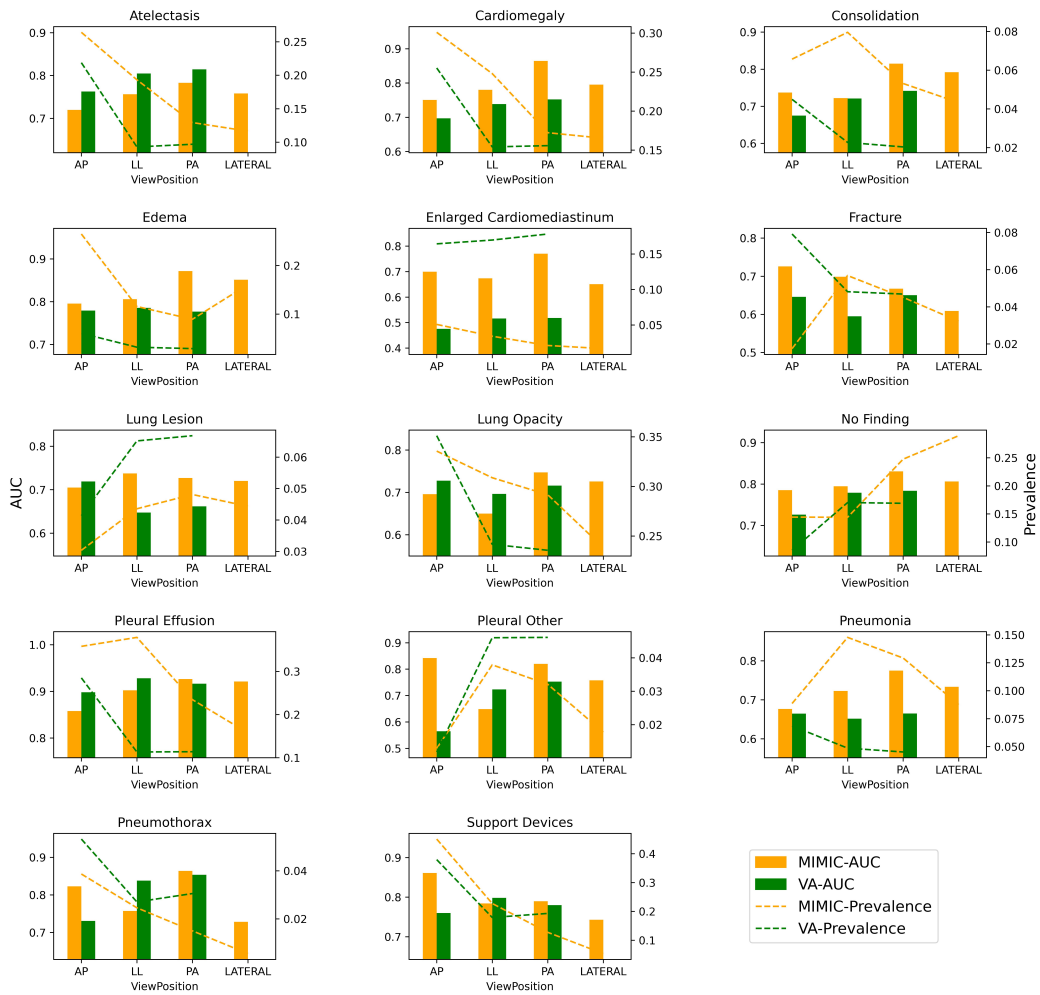 Atelectasis
0.9
0.8
0.7
0.25
0.20
0.15
0.10
AP LL PA LATERAL
ViewPosition
Cardiomegaly
0.9
0.8
0.7
0.6
0.30
0.25
0.20
0.15
AP LL PA LATERAL
ViewPosition
Consolidation
0.9
0.8
0.7
0.6
0.08
0.06
0.04
0.02
AP LL PA LATERAL
ViewPosition
Edema
0.9
0.8
0.7
0.2
0.1
AP LL PA LATERAL
ViewPosition
Enlarged Cardiomediastinum
0.8
0.7
0.6
0.5
0.4
0.15
0.10
0.05
AP LL PA LATERAL
ViewPosition
Fracture
0.8
0.7
0.6
0.5
0.08
0.06
0.04
0.02
AP LL PA LATERAL
ViewPosition
AUC
Lung Lesion
0.8
0.7
0.6
0.06
0.05
0.04
0.03
AP LL PA LATERAL
ViewPosition
Lung Opacity
0.8
0.7
0.6
0.35
0.30
0.25
AP LL PA LATERAL
ViewPosition
No Finding
0.9
0.8
0.7
0.25
0.20
0.15
0.10
AP LL PA LATERAL
ViewPosition
Prevalence
Pleural Effusion
1.0
0.9
0.8
0.3
0.2
0.1
AP LL PA LATERAL
ViewPosition
Pleural Other
0.9
0.8
0.7
0.6
0.5
0.04
0.03
0.02
AP LL PA LATERAL
ViewPosition
Pneumonia
0.8
0.7
0.6
0.150
0.125
0.100
0.075
0.050
AP LL PA LATERAL
ViewPosition
Pneumothorax
0.9
0.8
0.7
0.04
0.02
AP LL PA LATERAL
ViewPosition
Support Devices
0.9
0.8
0.7
0.4
0.3
0.2
0.1
AP LL PA LATERAL
ViewPosition
MIMIC-AUC
VA-AUC
MIMIC-Prevalence
VA-Prevalence